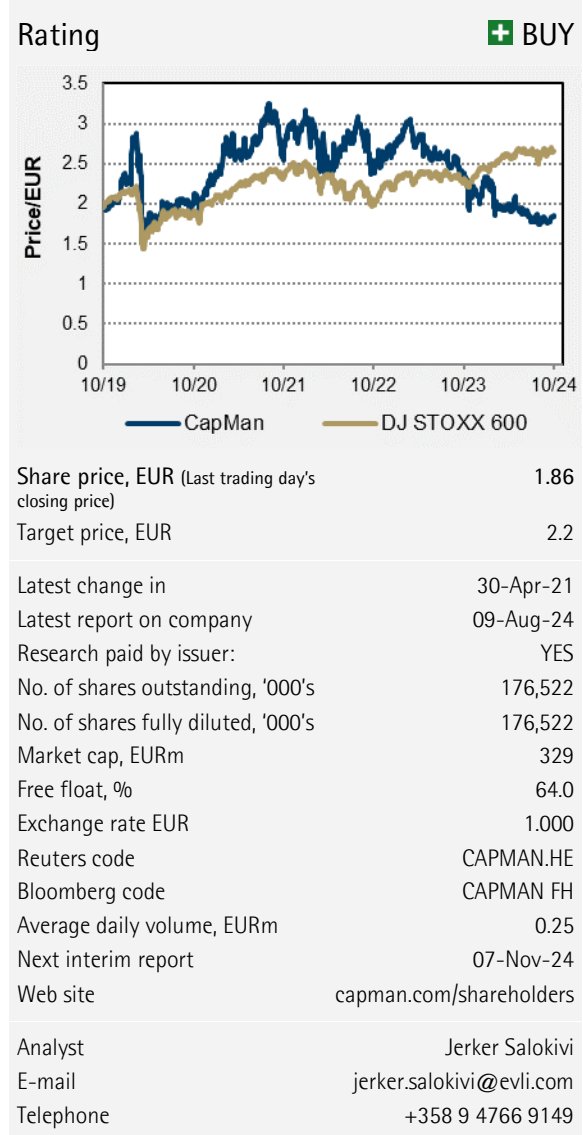 Rating + BUY
3.5
3
2.5
2
1.5
1
0.5
0
Price/EUR
10/19 10/20 10/21 10/22 10/23 10/24
CapMan DJ STOXX 600
Share price, EUR (Last trading day's 1.86
closing price)
Target price, EUR 2.2
Latest change in 30-Apr-21
Latest report on company 09-Aug-24
Research paid by issuer: YES
No. of shares outstanding, '000's 176,522
No. of shares fully diluted, '000's 176,522
Market cap, EURm 329
Free float, % 64.0
Exchange rate EUR 1.000
Reuters code CAPMAN.HE
Bloomberg code CAPMAN FH
Average daily volume, EURm 0.25
Next interim report 07-Nov-24
Web site capman.com/shareholders
Analyst Jerker Salokivi
E-mail jerker.salokivi@evli.com
Telephone +358 9 4766 9149